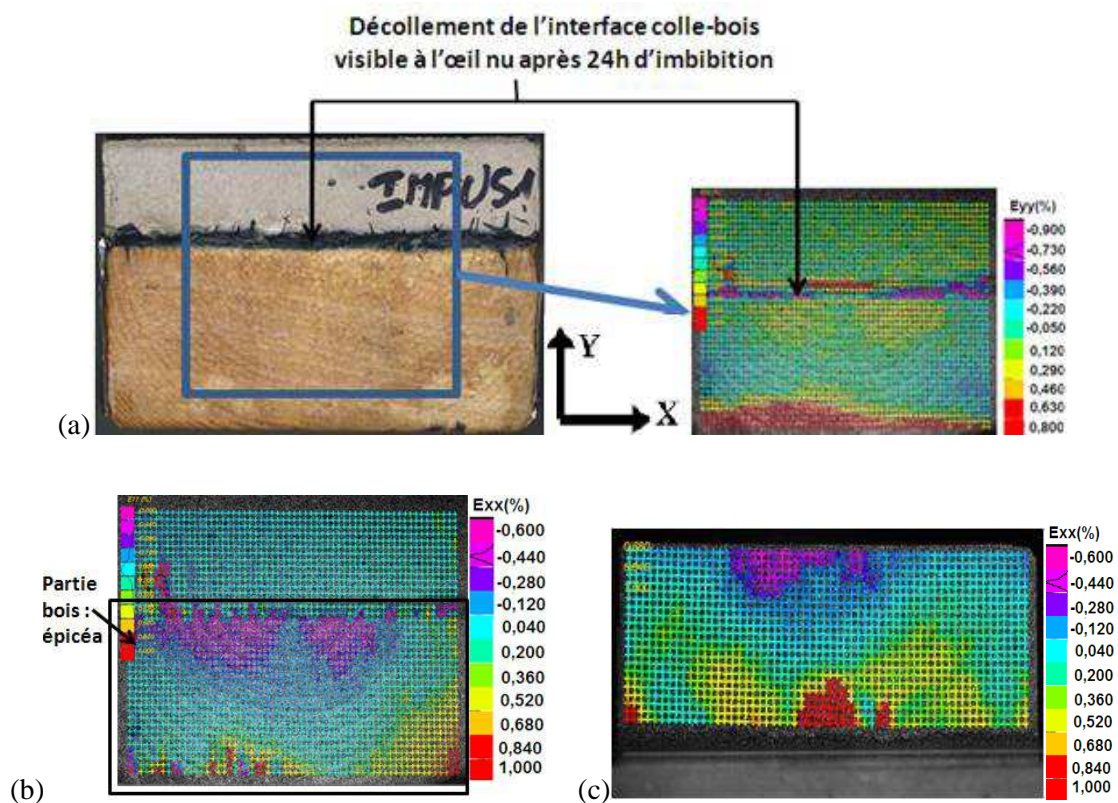 Décollement de l'interface colle-bois
visible à l'œil nu après 24h d'imbibition
IMPUS1
Eyy(%)
-0,900
-0,730
-0,560
-0,390
-0,220
-0,050
0,120
0,290
0,460
0,630
0,800
Y
X
(a)
Exx(%)
-0,600
-0,440
-0,280
-0,120
0,040
0,200
0,360
0,520
0,680
0,840
1,000
Partie
bois :
épicéa
(b)
Exx(%)
-0,600
-0,440
-0,280
-0,120
0,040
0,200
0,360
0,520
0,680
0,840
1,000
(c)